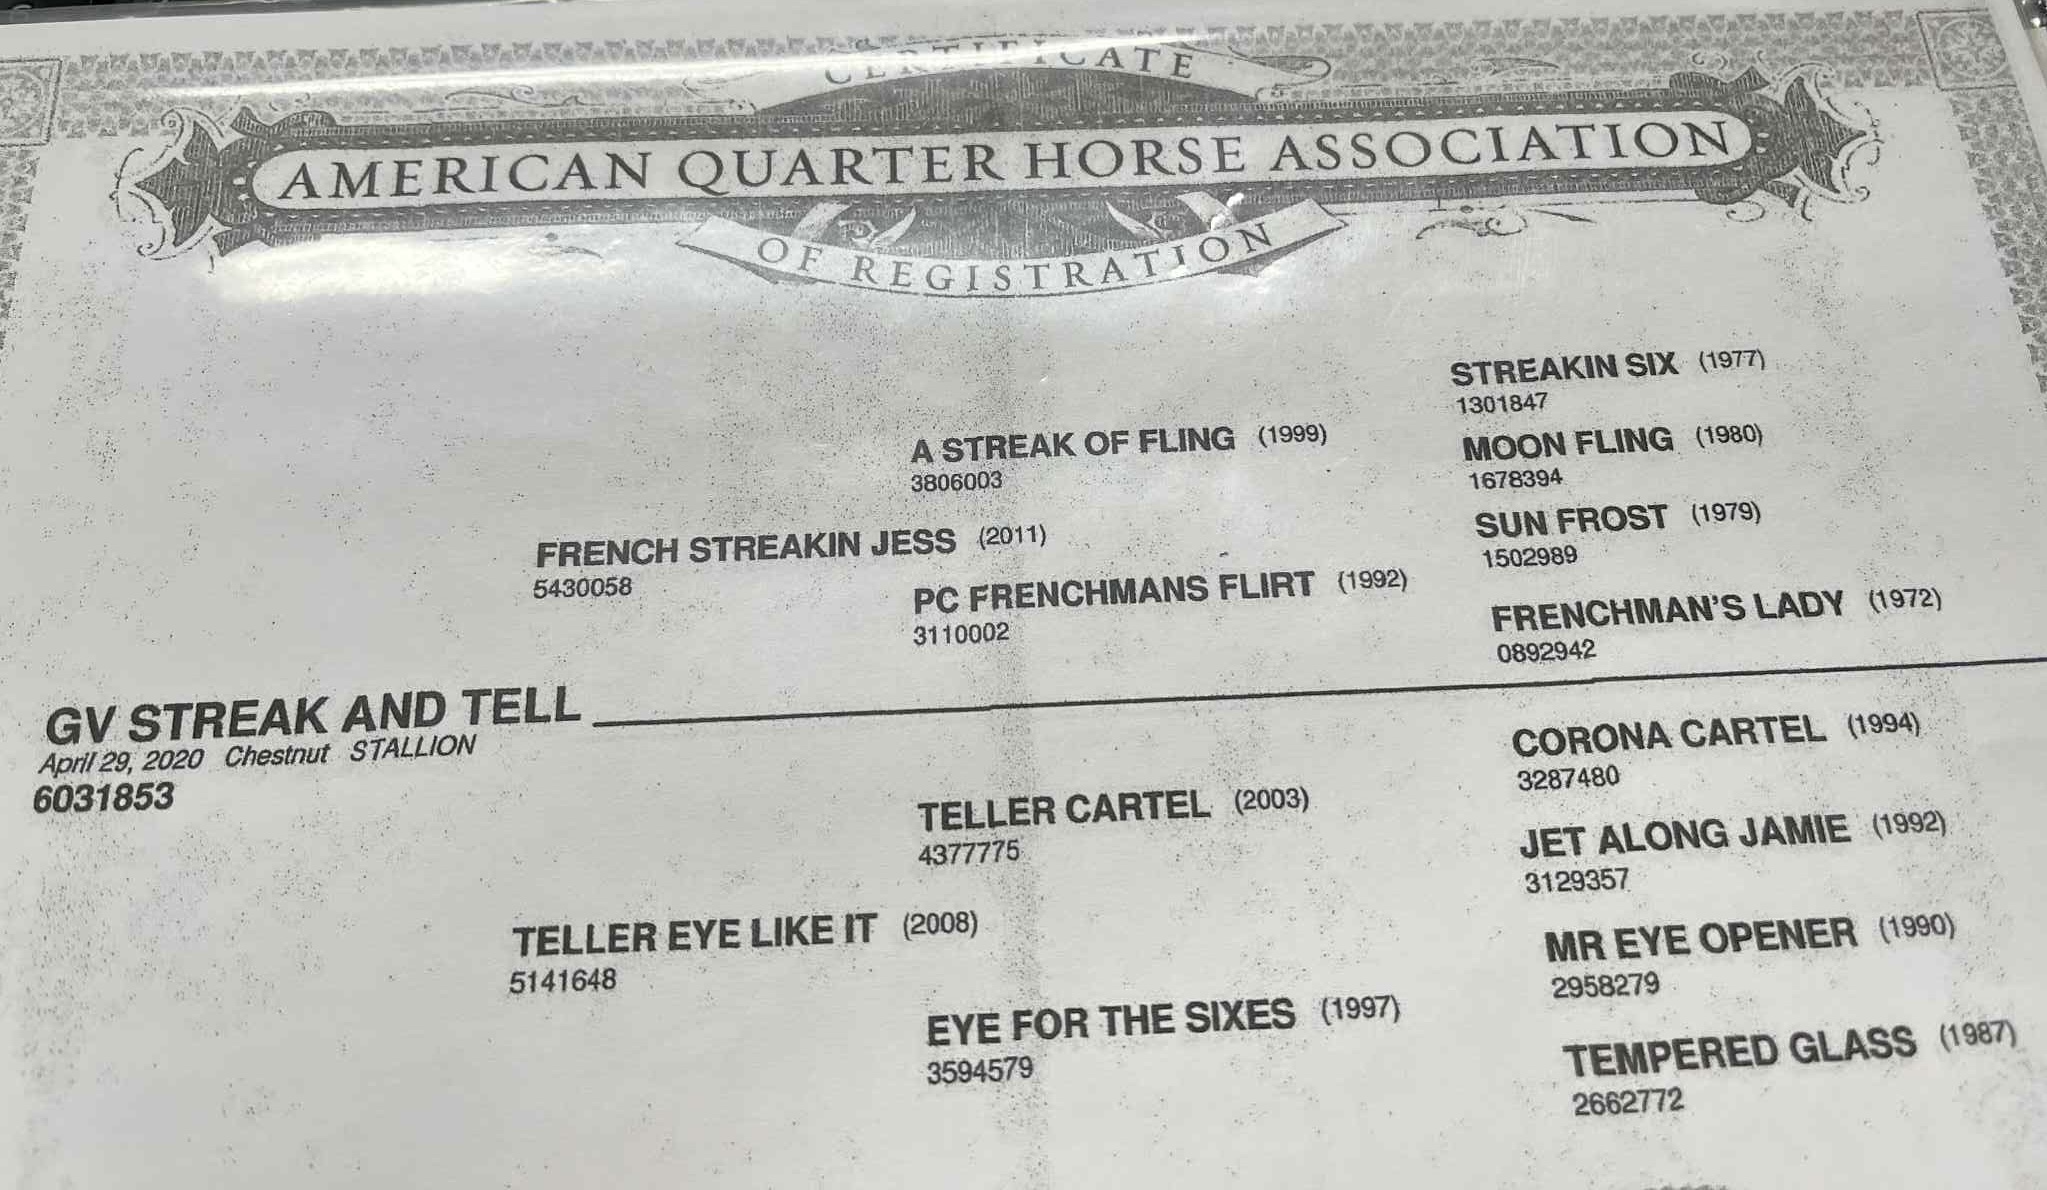 CERTIFICATE
AMERICAN QUARTER HORSE ASSOCIATION
OF REGISTRATION
STREAKIN SIX (1977)
1301847
A STREAK OF FLING (1999)
3806003
MOON FLING (1980)
1678394
FRENCH STREAKIN JESS (2011)
5430058
SUN FROST (1979)
1502989
PC FRENCHMANS FLIRT (1992)
3110002
FRENCHMAN'S LADY (1972)
0892942
GV STREAK AND TELL
April 29, 2020 Chestnut STALLION
6031853
CORONA CARTEL (1994)
3287480
TELLER CARTEL (2003)
4377775
JET ALONG JAMIE (1992)
3129357
TELLER EYE LIKE IT (2008)
5141648
MR EYE OPENER (1990)
2958279
EYE FOR THE SIXES (1997)
3594579
TEMPERED GLASS (1987)
2662772